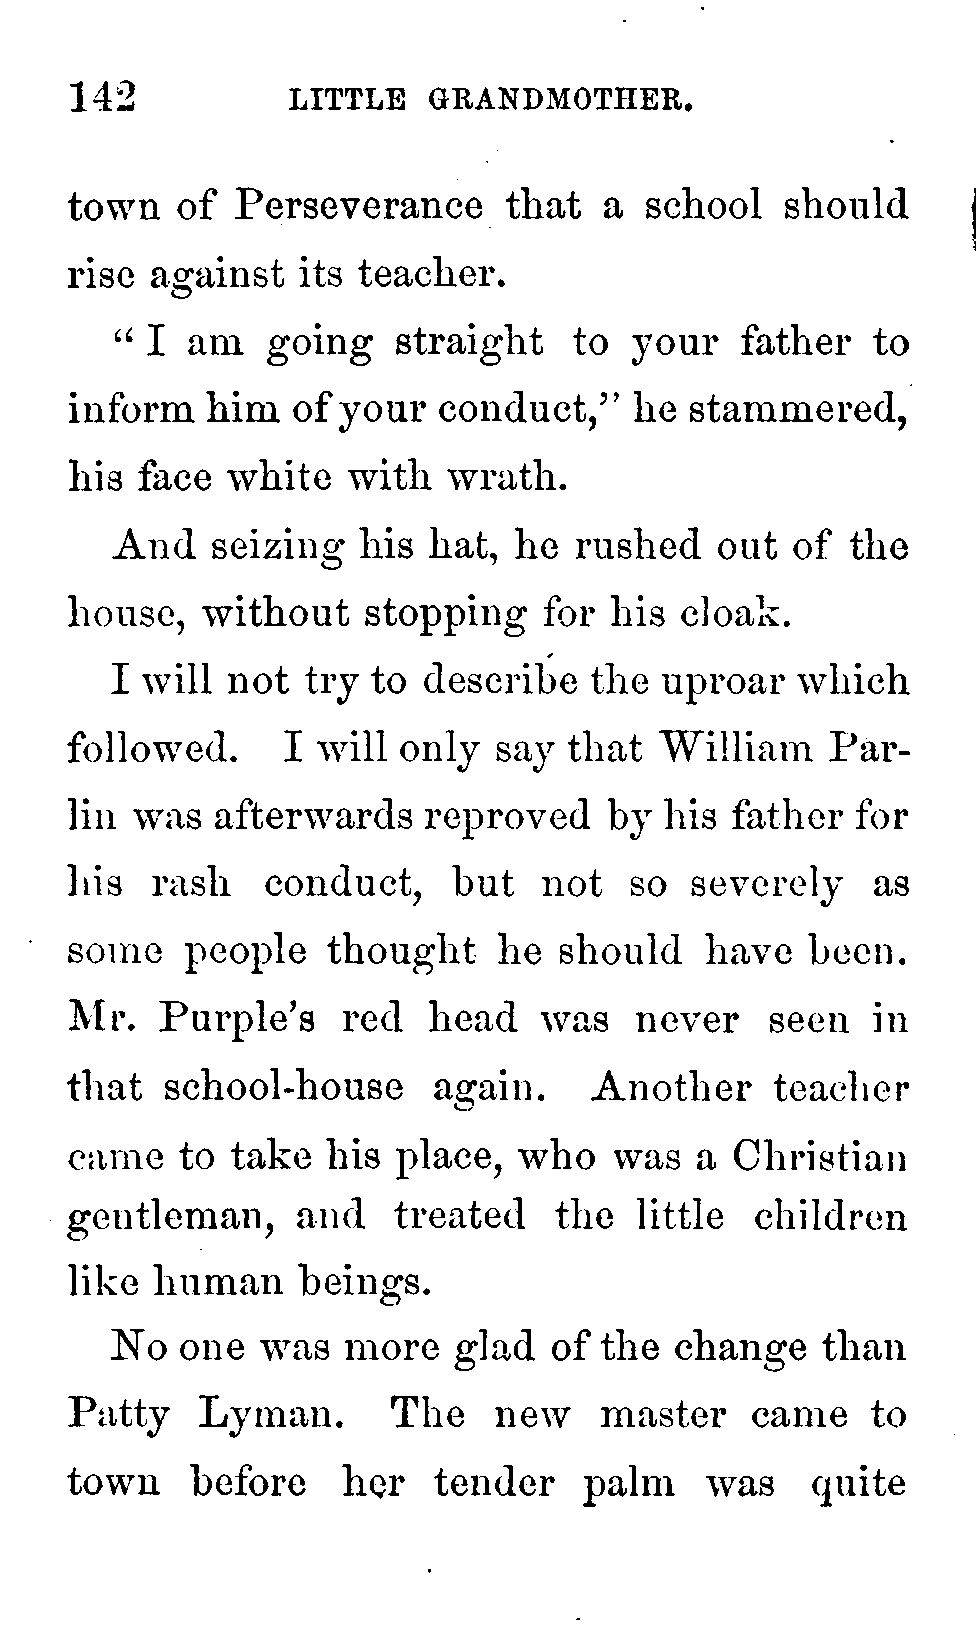 142 LITTLE GRANDMOTHER.
town of Perseverance that a school should
rise against its teacher.
“ I am going straight to your father to
inform him of your conduct,” he stammered,
his face white with wrath.
And seizing his hat, he rushed out of the
house, without stopping for his cloak.
I will not try to describe the uproar which
followed. I will only say that William Par-
lin was afterwards reproved by his father for
his rash conduct, but not so severely as
some people thought he should have been.
Mr. Purple’s red head was never seen in
that school-house again. Another teacher
came to take his place, who was a Christian
gentleman, and treated the little children
like human beings.
No one was more glad of the change than
Patty Lyman. The new master came to
town before her tender palm was quite